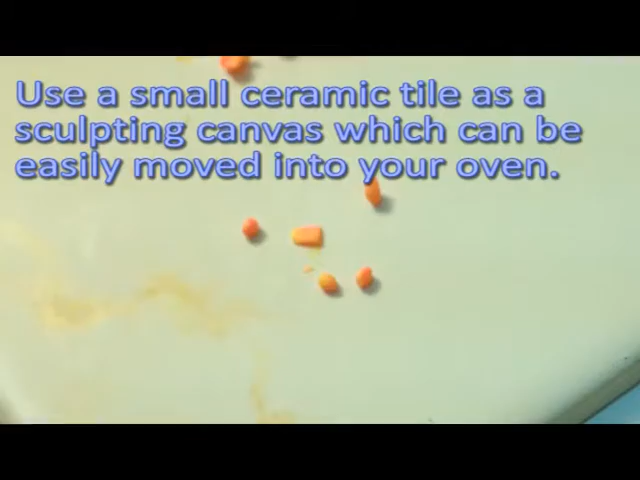 Use a small ceramic tile as a
sculpting canvas which can be
easily moved into your oven.